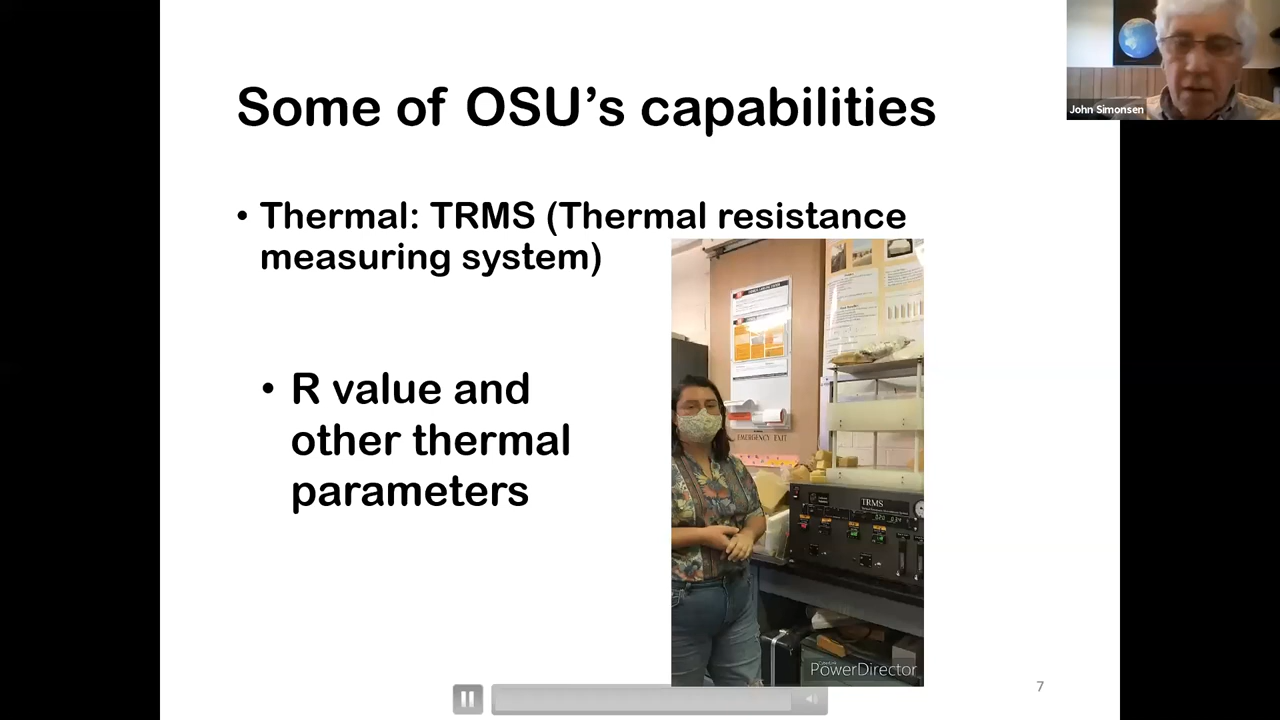 John Simonsen
Some of OSU’s capabilities
• Thermal: TRMS (Thermal resistance
measuring system)
• R value and
other thermal
parameters
EMERGENCY EXIT
TRMS
PowerDirector
7